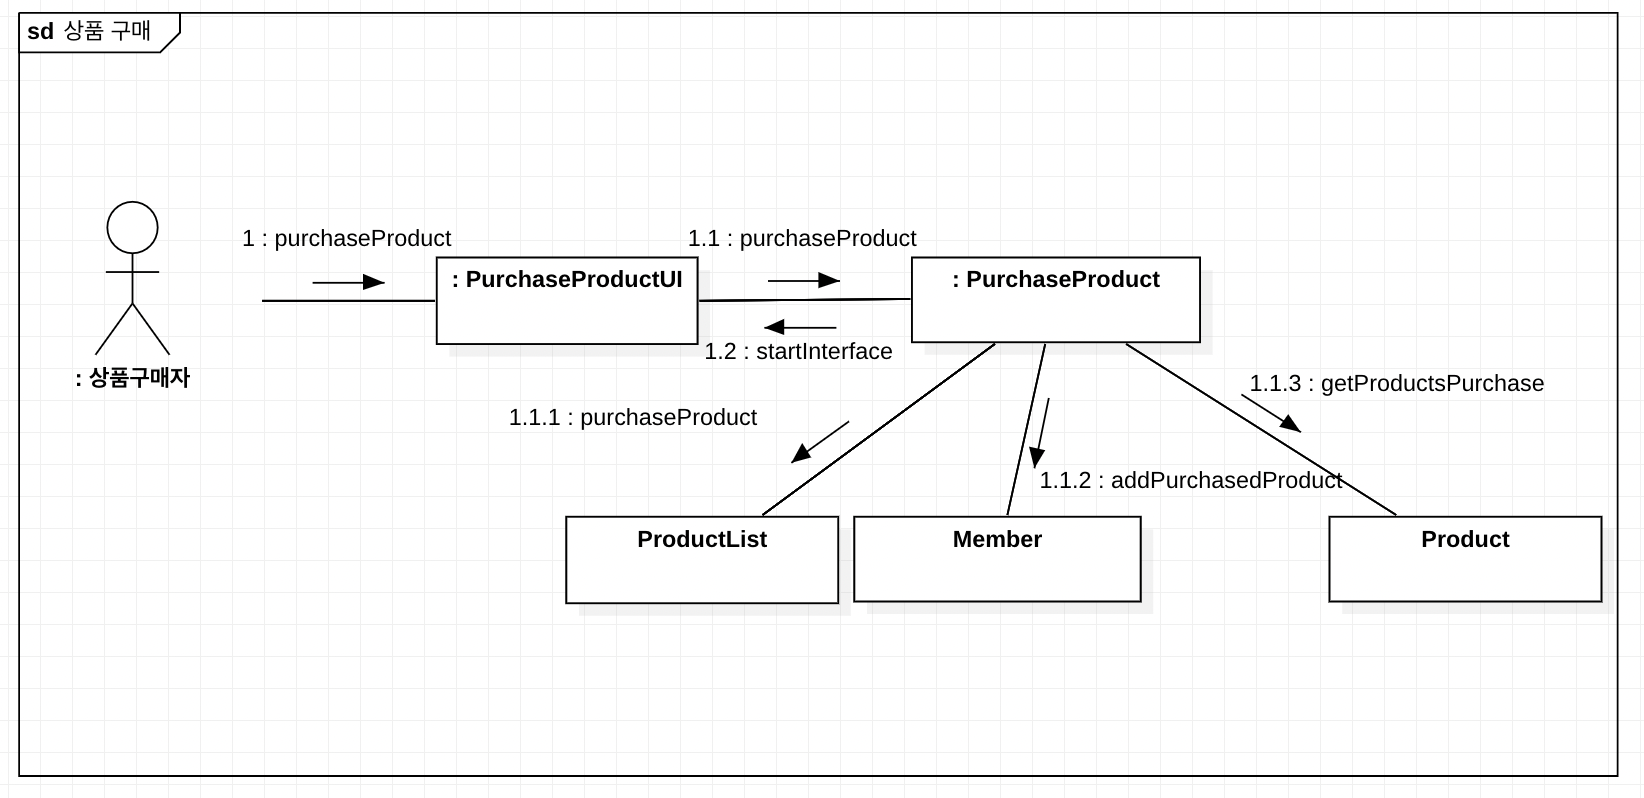 sd 상품 구매
1 : purchaseProduct
1.1 : purchaseProduct
: PurchaseProductUI
: PurchaseProduct
1.2 : startInterface
: 상품구매자
1.1.3 : getProductsPurchase
1.1.1 : purchaseProduct
1.1.2 : addPurchasedProduct
ProductList
Member
Product